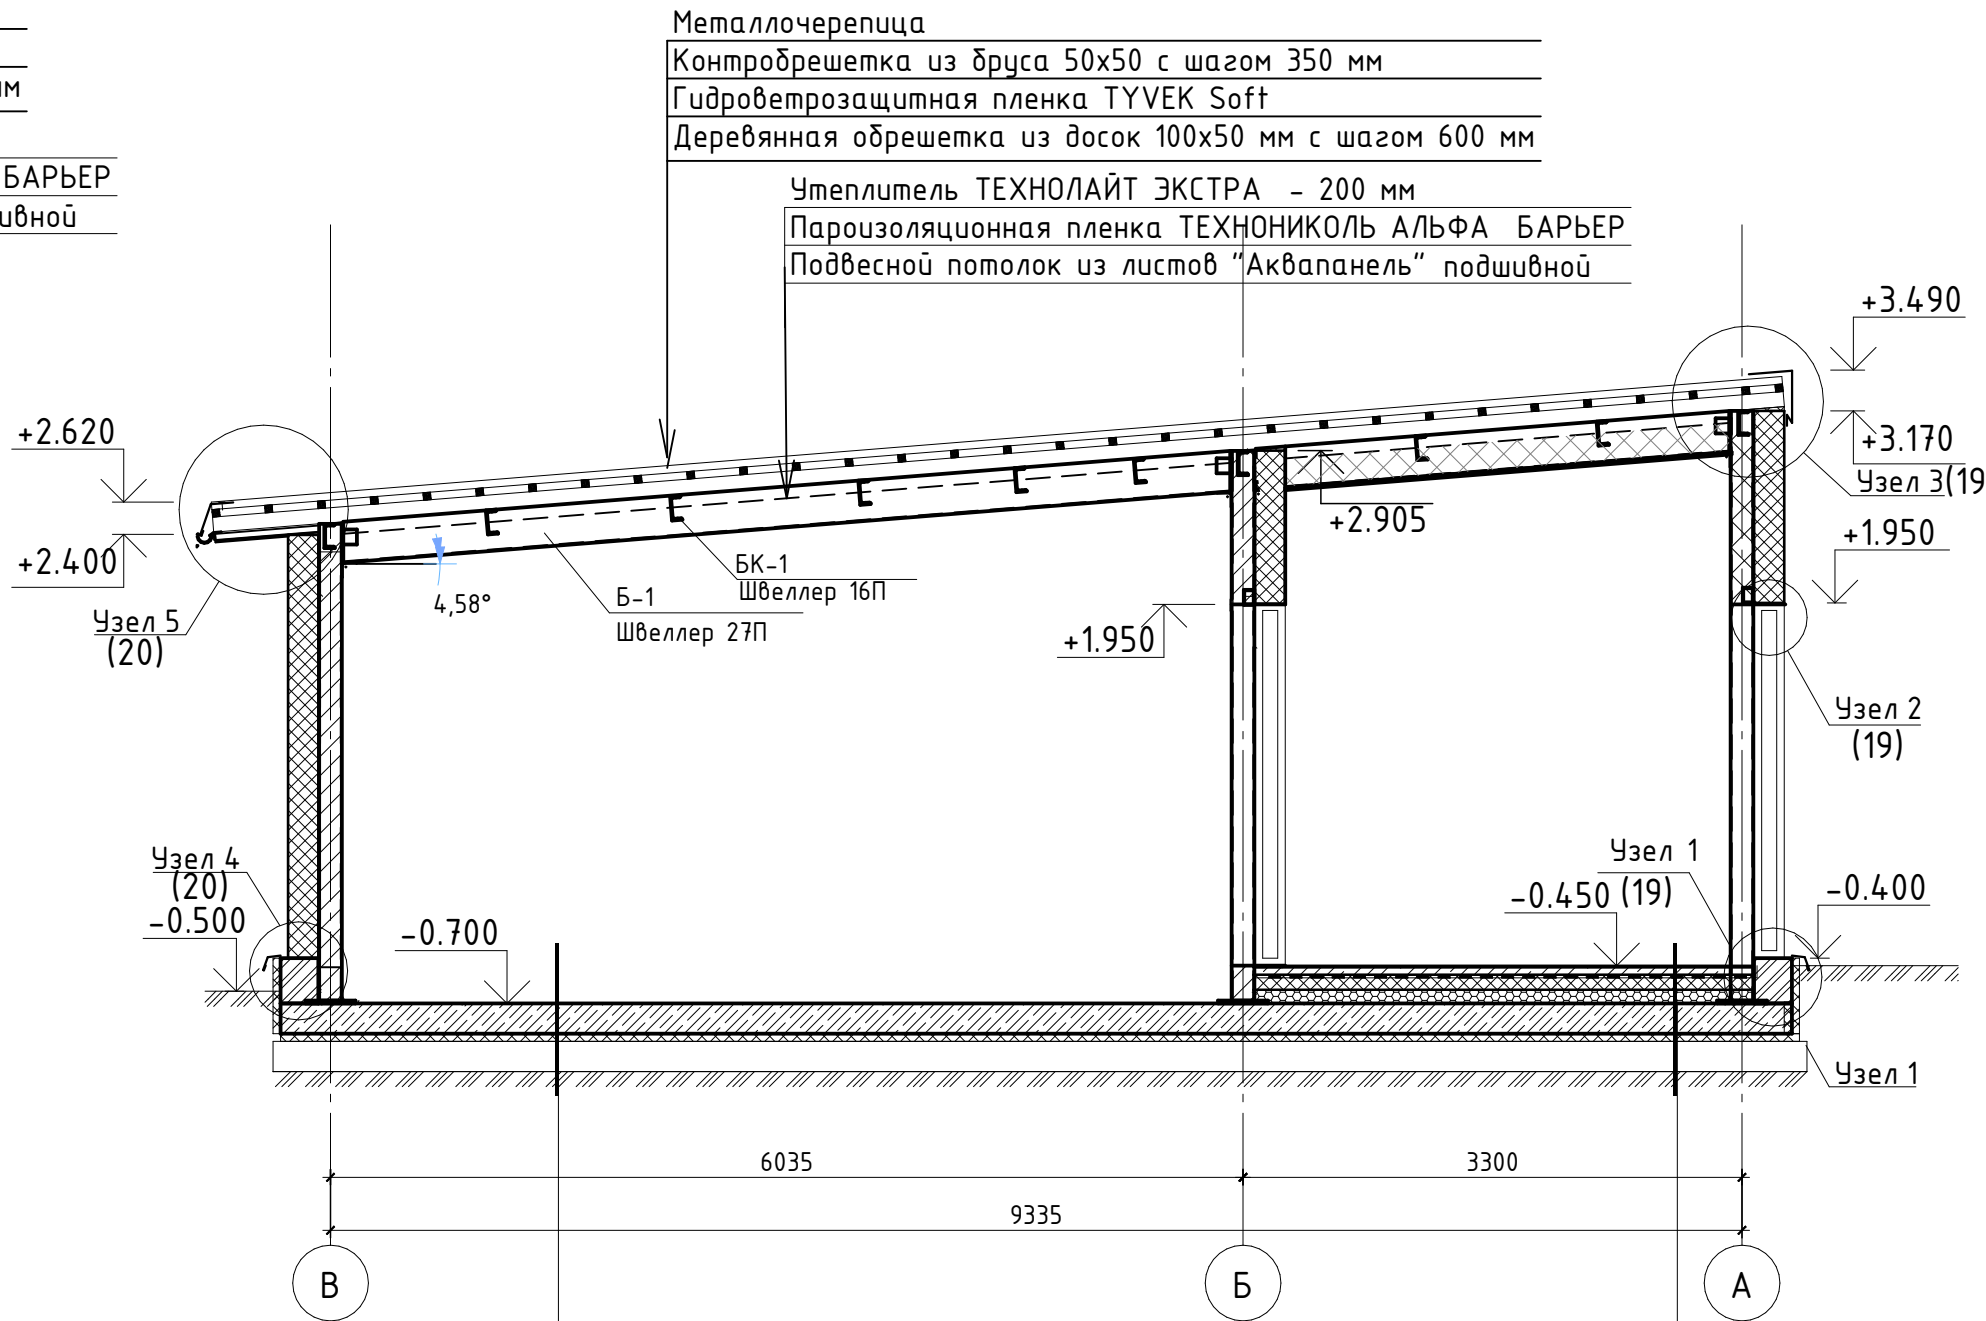 Металлочерепица
Контробрешетка из бруса 50х50 с шагом 350 мм
Гидроветрозащитная пленка TYVEK Soft
Деревянная обрешетка из досок 100х50 мм с шагом 600 мм
БАРЬЕР
Утеплитель ТЕХНОЛАЙТ ЭКСТРА - 200 мм
Пароизоляционная пленка ТЕХНОНИКОЛЬ АЛЬФА БАРЬЕР
Подвесной потолок из листов "Аквапанель" подшивной
+3.490
+2.620
+3.170
Узел 3(19
+2.905
+1.950
+2.400
БК-1
Швеллер 16П
4,58°
Б-1
Швеллер 27П
Узел 5
(20)
+1.950
Узел 2
(19)
Узел 4
(20)
-0.500
-0.700
Узел 1
(19)
-0.450
-0.400
Узел 1
6035
3300
9335
В
Б
А